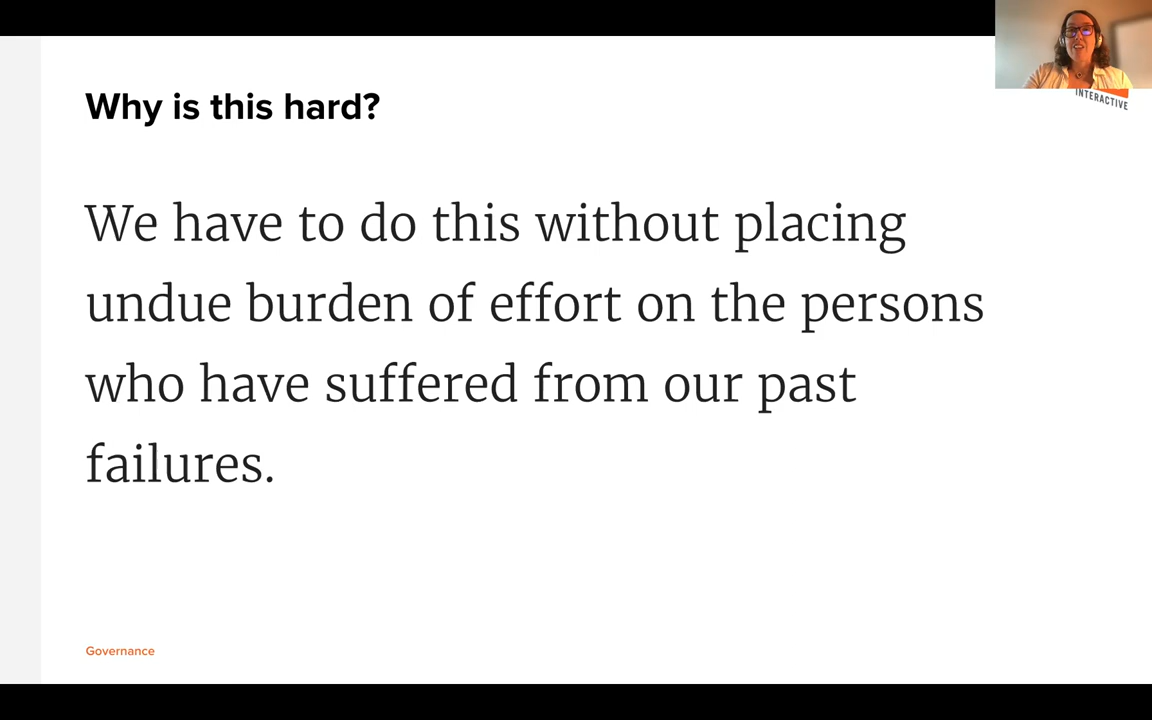 INTERACTIVE
Why is this hard?
We have to do this without placing
undue burden of effort on the persons
who have suffered from our past
failures.
Governance